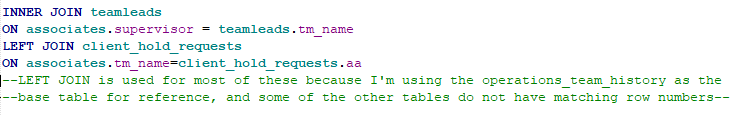 INNER JOIN teamleads
ON associates.supervisor = teamleads.tm_name
LEFT JOIN client_hold_requests
ON associates.tm_name=client_hold_requests.aa
--LEFT JOIN is used for most of these because I'm using the operations_team_history as the
--base table for reference, and some of the other tables do not have matching row numbers--